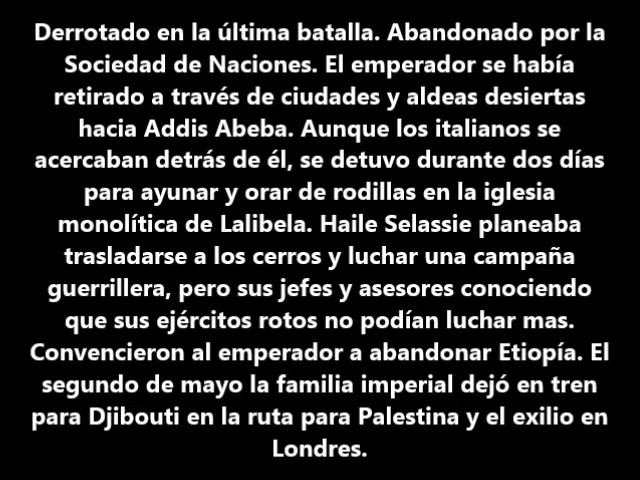 Derrotado en la última batalla. Abandonado por la
Sociedad de Naciones. El emperador se había
retirado a través de ciudades y aldeas desiertas
hacia Addis Abeba. Aunque los italianos se
acercaban detrás de él, se detuvo durante dos días
para ayunar y orar de rodillas en la iglesia
monolítica de Lalibela. Haile Selassie planeaba
trasladarse a los cerros y luchar una campaña
guerrillera, pero sus jefes y asesores conociendo
que sus ejércitos rotos no podían luchar mas.
Convencieron al emperador a abandonar Etiopía. El
segundo de mayo la familia imperial dejó en tren
para Djibouti en la ruta para Palestina y el exilio en
Londres.